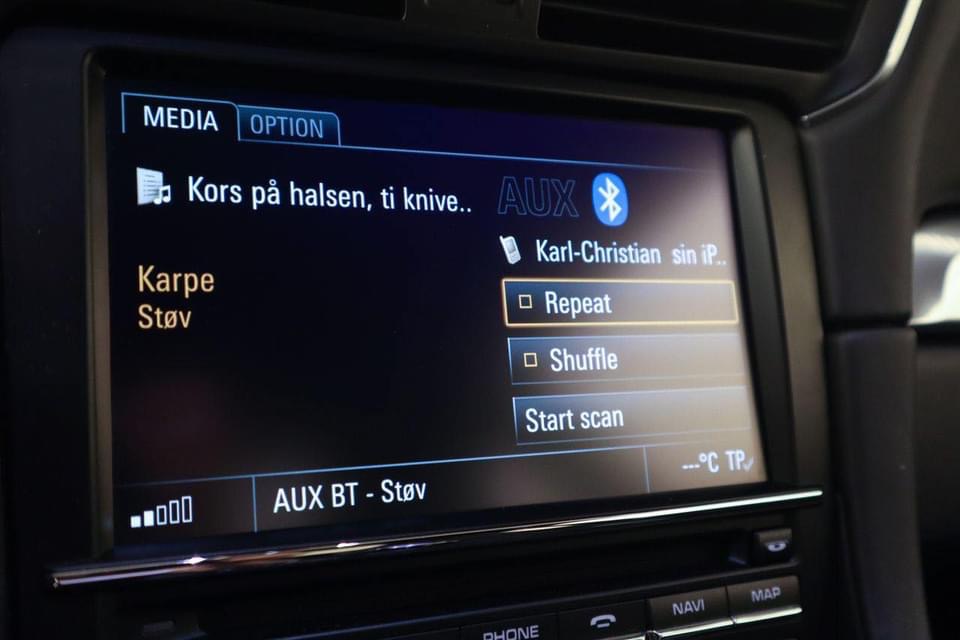 MEDIA OPTION
Kors på halsen, ti knive..
AUX
Karl-Christian sin iP..
Karpe
Støv
Repeat
Shuffle
Start scan
AUX BT - Støv
---°C TP
PHONE
NAVI
MAP